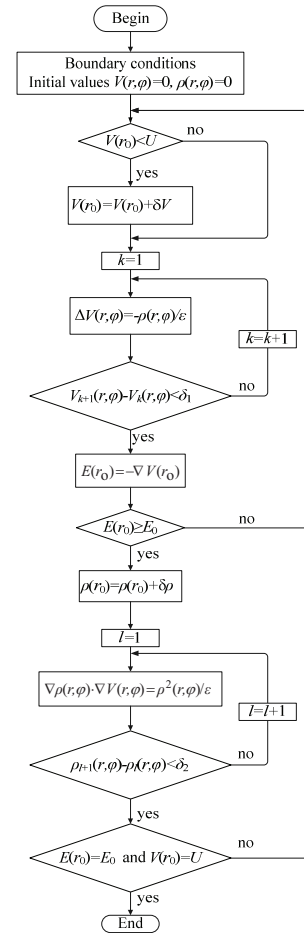 Begin
Boundary conditions
Initial values V(r,φ)=0, ρ(r,φ)=0
V(r₀)<U
no
yes
V(r₀)=V(r₀)+δV
k=1
ΔV(r,φ)=-ρ(r,φ)/ε
k=k+1
Vₖ₊₁(r,φ)-Vₖ(r,φ)<δ₁
no
yes
E(r₀)=−∇V(r₀)
E(r₀)≥E₀
no
yes
ρ(r₀)=ρ(r₀)+δρ
l=1
∇ρ(r,φ)·∇V(r,φ)=ρ²(r,φ)/ε
l=l+1
ρₗ₊₁(r,φ)-ρₗ(r,φ)<δ₂
no
yes
E(r₀)=E₀ and V(r₀)=U
no
yes
End